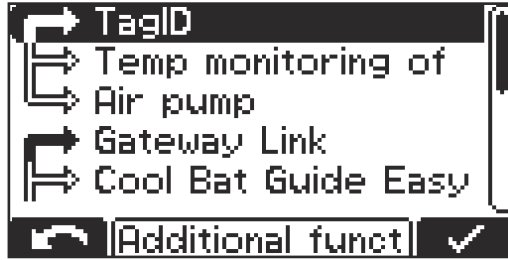 TagID
Temp monitoring of
Air pump
Gateway Link
Cool Bat Guide Easy
Additional funct